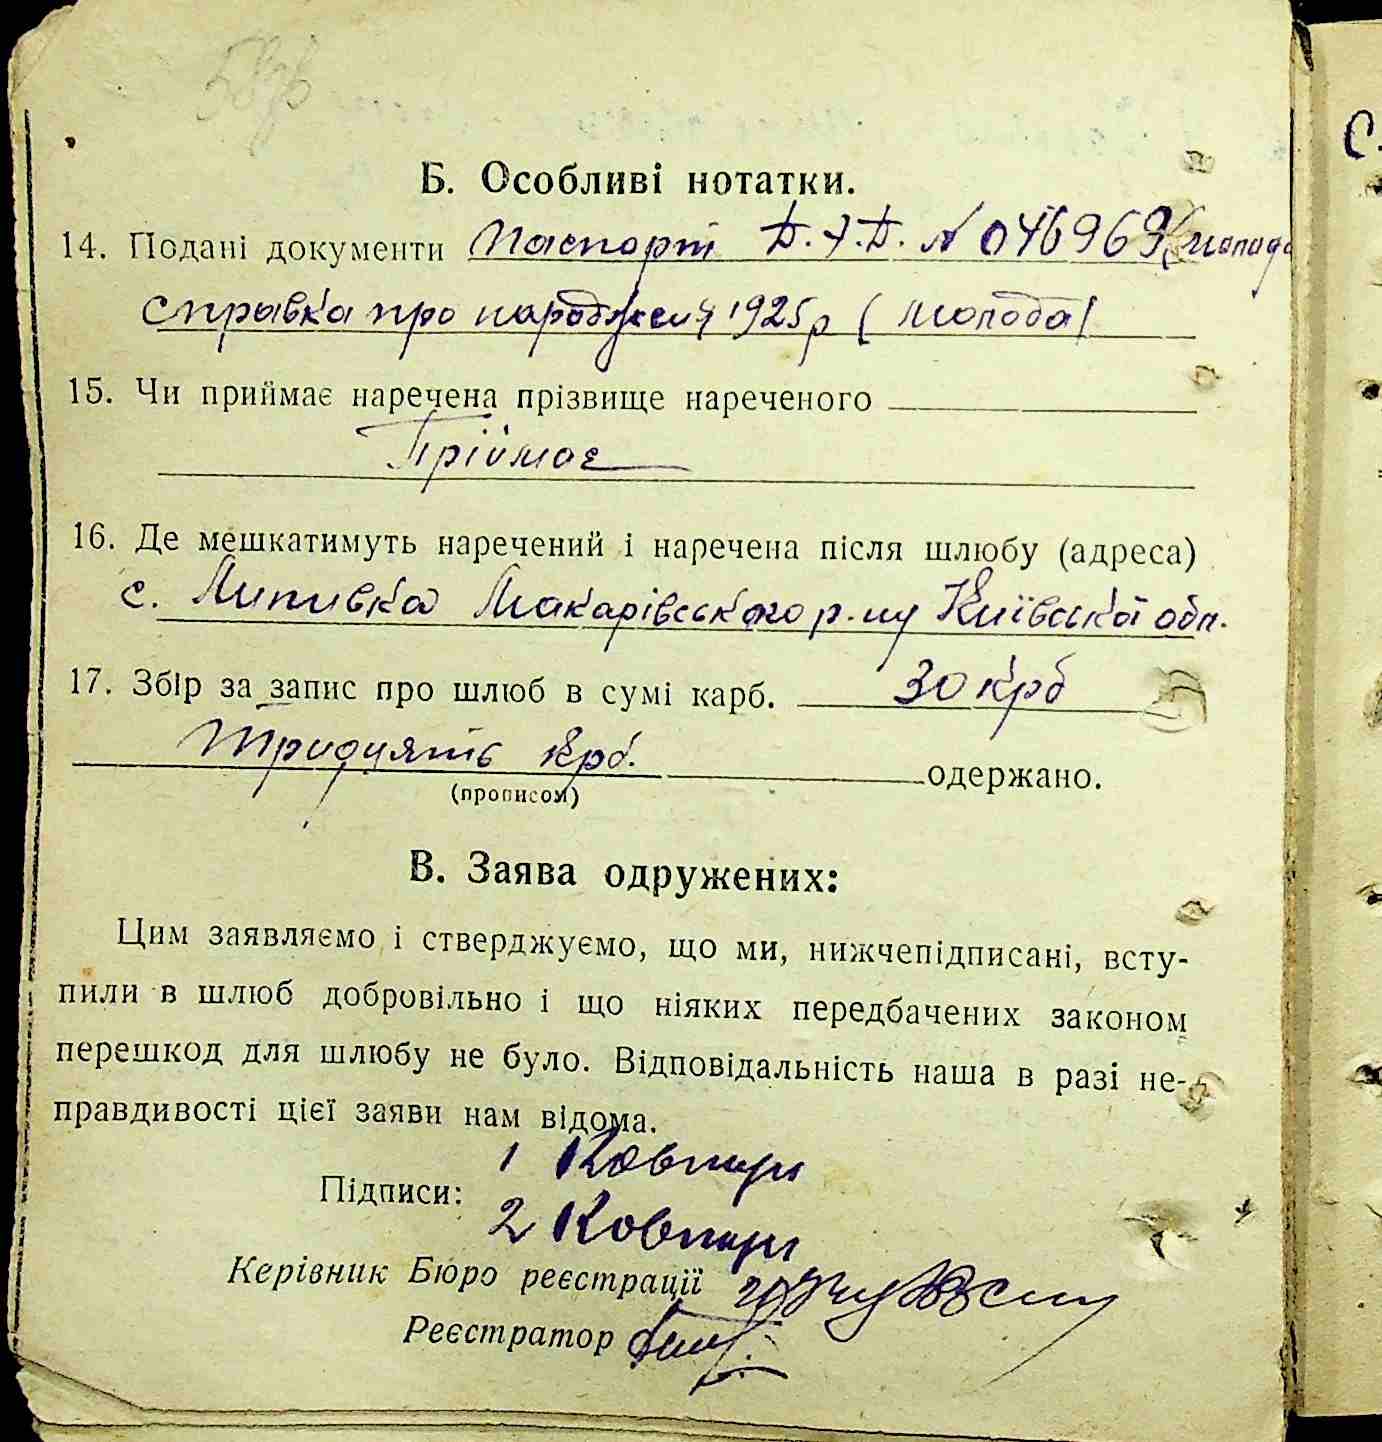 Б. Особливі нотатки.
14. Подані документи Паспорт № 046969
справка про народження 1925 р (молода)
15. Чи приймає наречена прізвище нареченого
Приймає
16. Де мешкатимуть наречений і наречена після шлюбу (адреса)
с. Липивка Макарівського р-ну Київської обл.
17. Збір за запис про шлюб в сумі карб. 30 крб
Тридцять крб. одержано.
(прописом)
В. Заява одружених:
Цим заявляємо і стверджуємо, що ми, нижчепідписані, всту-
пили в шлюб добровільно і що ніяких передбачених законом
перешкод для шлюбу не було. Відповідальність наша в разі не-
правдивості цієї заяви нам відома.
1
Підписи:
2
Керівник Бюро реєстрації
Реєстратор